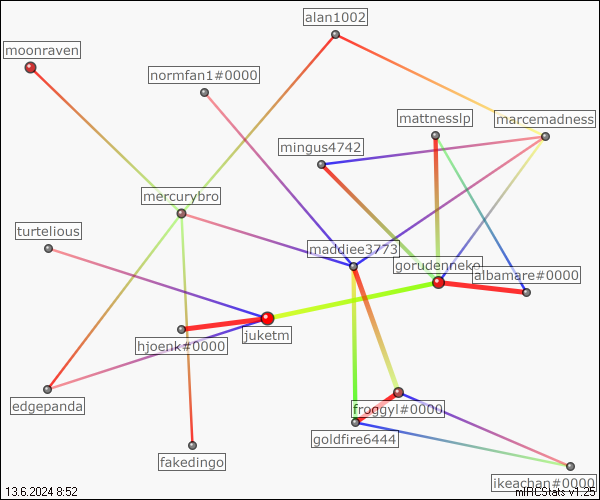 alan1002
moonraven
normfan1#0000
mattnesslp
marcemadness
mingus4742
mercurybro
turtelious
maddiee3773
gorudenneko
albamare#0000
juketm
hjoenk#0000
edgepanda
froggyl#0000
goldfire6444
fakedingo
ikeachan#0000
13.6.2024 8:52
mIRCStats v1.25